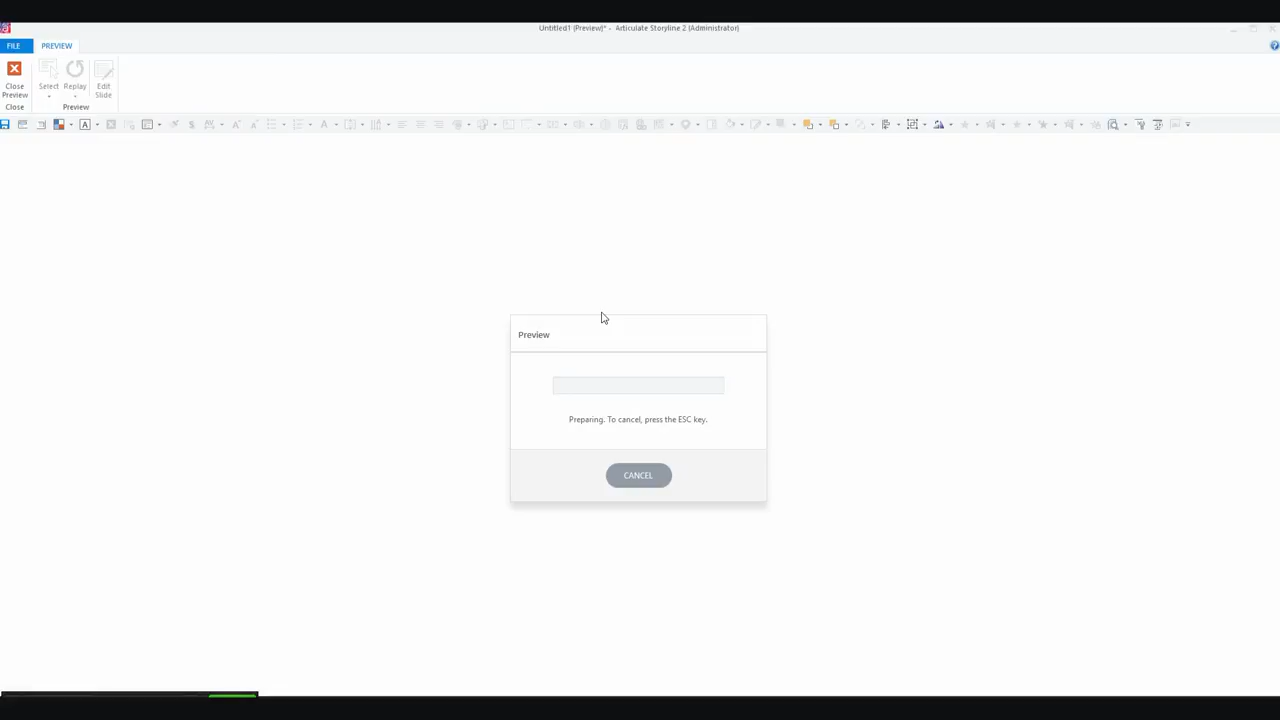 Untitled1 (Preview)* - Articulate Storyline 2 (Administrator)
FILE
PREVIEW
Close Preview
Select
Replay
Edit Slide
Close
Preview
Preview
Preparing. To cancel, press the ESC key.
CANCEL